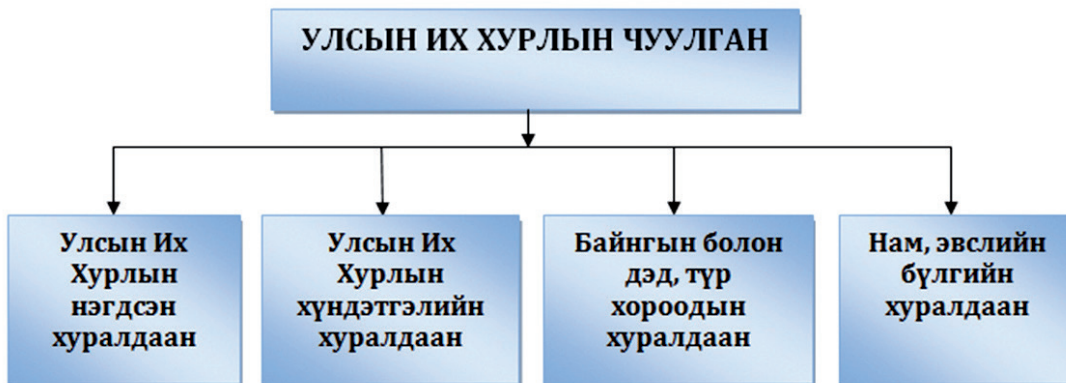 УЛСЫН ИХ ХУРЛЫН ЧУУЛГАН
Улсын Их
Хурлын
нэгдсэн
хуралдаан
Улсын Их
Хурлын
хүндэтгэлийн
хуралдаан
Байнгын болон
дэд, түр
хороодын
хуралдаан
Нам, эвслийн
бүлгийн
хуралдаан